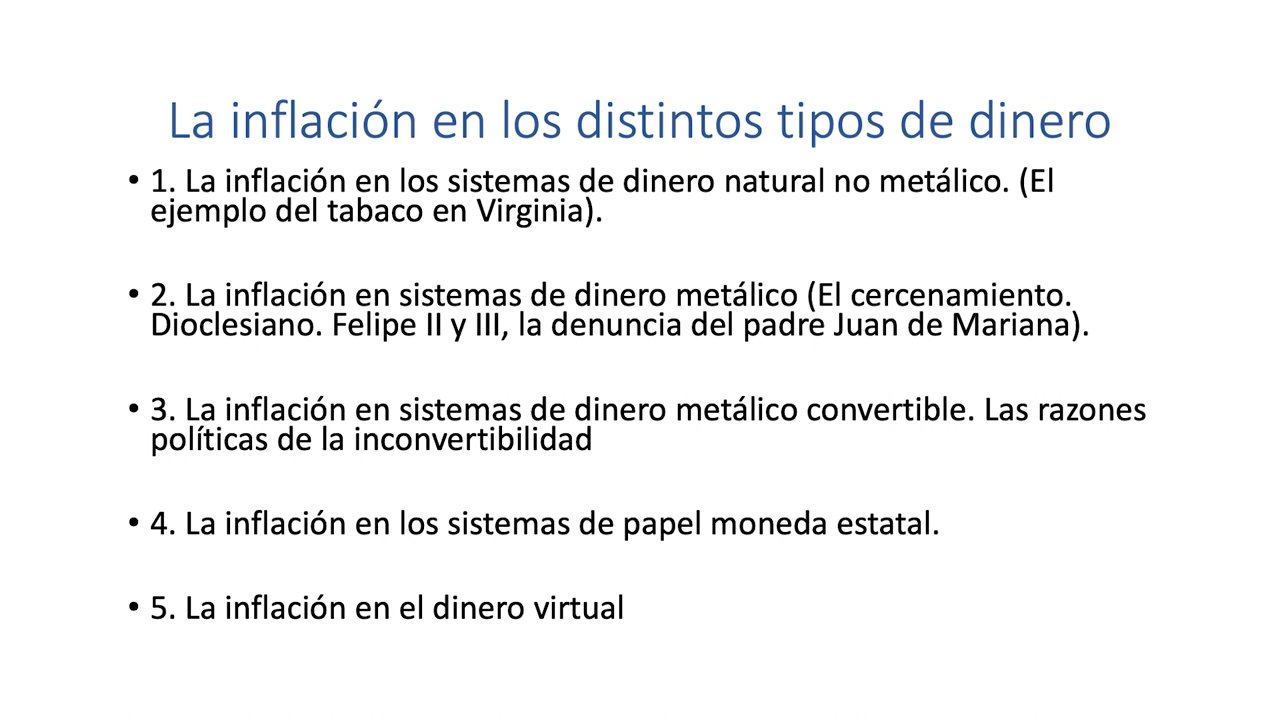 La inflación en los distintos tipos de dinero
• 1. La inflación en los sistemas de dinero natural no metálico. (El
ejemplo del tabaco en Virginia).
• 2. La inflación en sistemas de dinero metálico (El cercenamiento.
Dioclesiano. Felipe II y III, la denuncia del padre Juan de Mariana).
• 3. La inflación en sistemas de dinero metálico convertible. Las razones
políticas de la inconvertibilidad
• 4. La inflación en los sistemas de papel moneda estatal.
• 5. La inflación en el dinero virtual